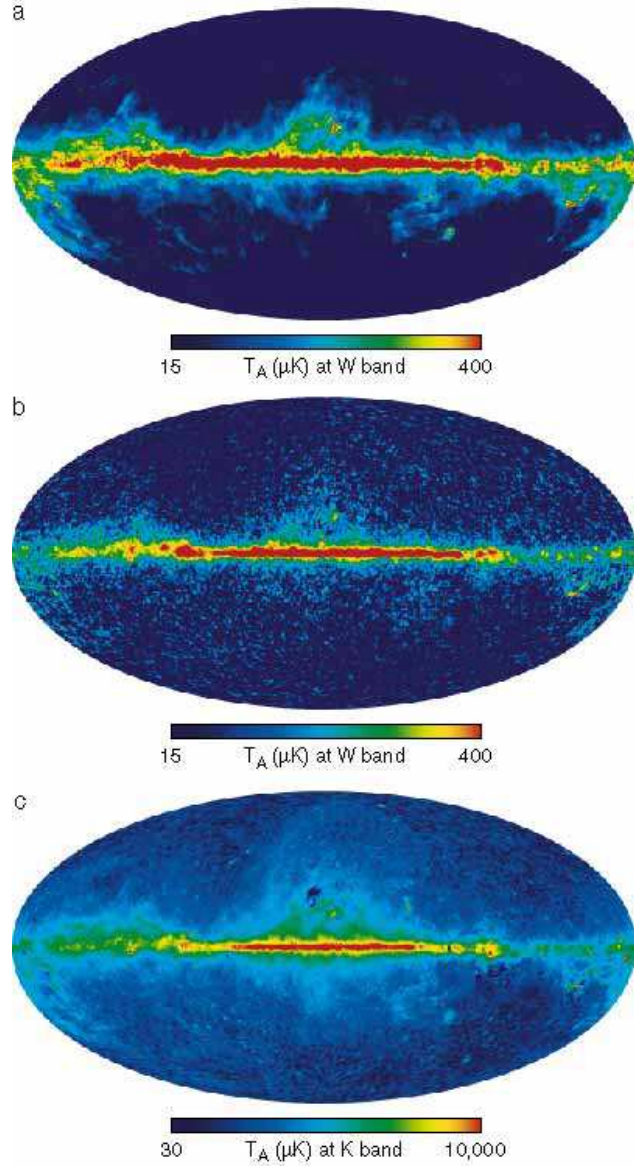 a
15 T_A (μK) at W band 400
b
15 T_A (μK) at W band 400
c
30 T_A (μK) at K band 10,000